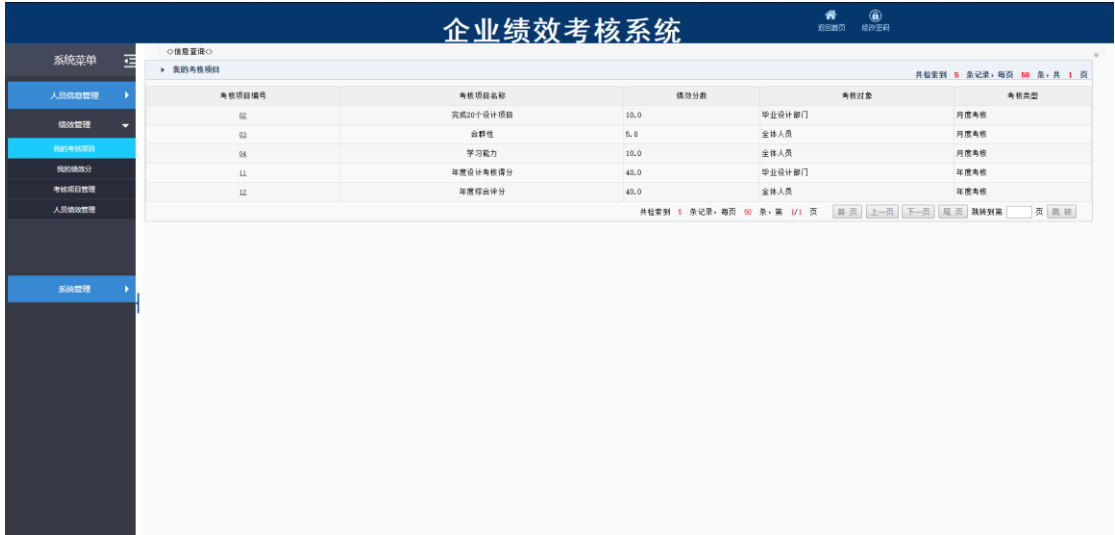 企业绩效考核系统
返回首页 修改密码
系统菜单
◇信息查询◇
我的考核项目
共检索到 5 条记录，每页 50 条，共 1 页
人员信息管理
绩效管理
我的考核项目
我的绩效分
考核项目管理
人员绩效管理
系统管理
考核项目编号 考核项目名称 绩效分数 考核对象 考核类型
02 完成20个设计项目 10.0 毕业设计部门 月度考核
03 合群性 5.0 全体人员 月度考核
04 学习能力 10.0 全体人员 月度考核
11 年度设计考核得分 40.0 毕业设计部门 年度考核
12 年度综合评分 40.0 全体人员 年度考核
共检索到 5 条记录，每页 50 条，第 1/1 页 首 页 上一页 下一页 尾 页 跳转到第 页 跳 转